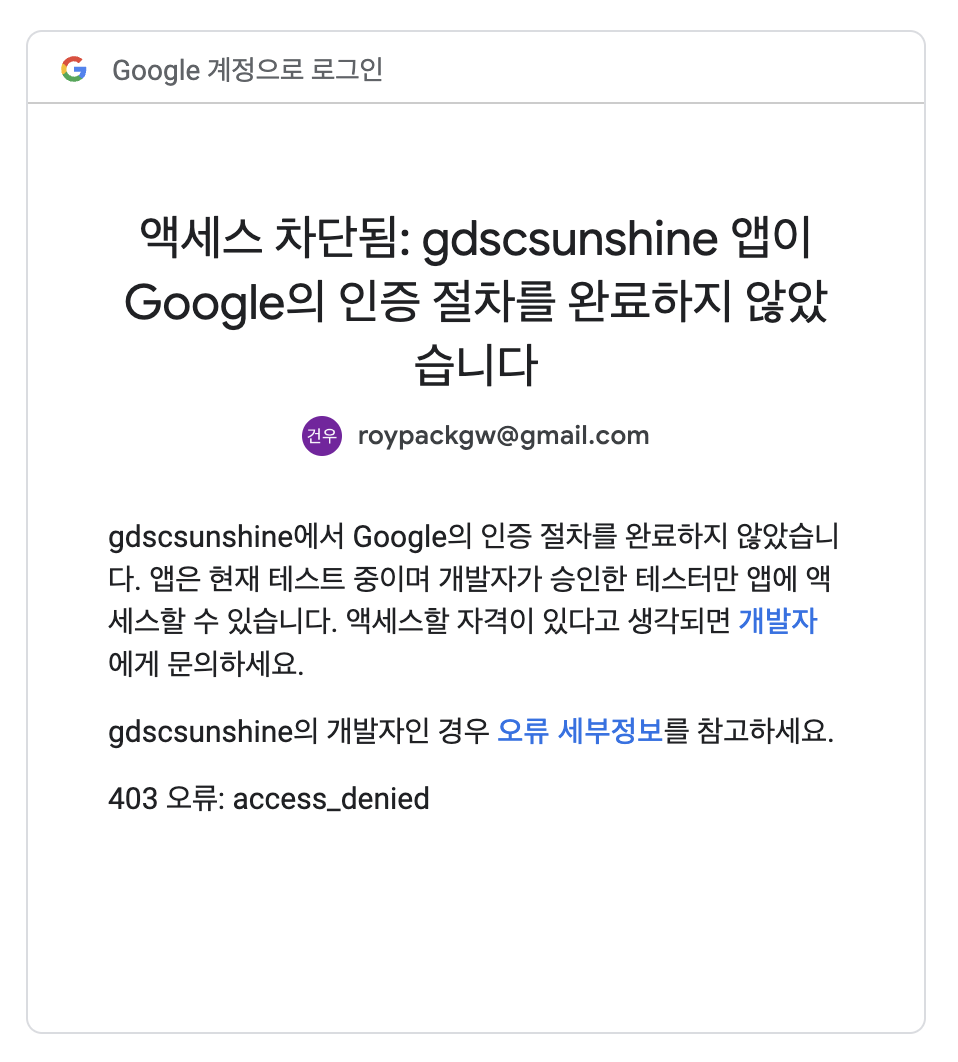 Google 계정으로 로그인
액세스 차단됨: gdscsunshine 앱이
Google의 인증 절차를 완료하지 않았
습니다
건우 roypackgw@gmail.com
gdscsunshine에서 Google의 인증 절차를 완료하지 않았습니
다. 앱은 현재 테스트 중이며 개발자가 승인한 테스터만 앱에 액
세스할 수 있습니다. 액세스할 자격이 있다고 생각되면 개발자
에게 문의하세요.
gdscsunshine의 개발자인 경우 오류 세부정보를 참고하세요.
403 오류: access_denied